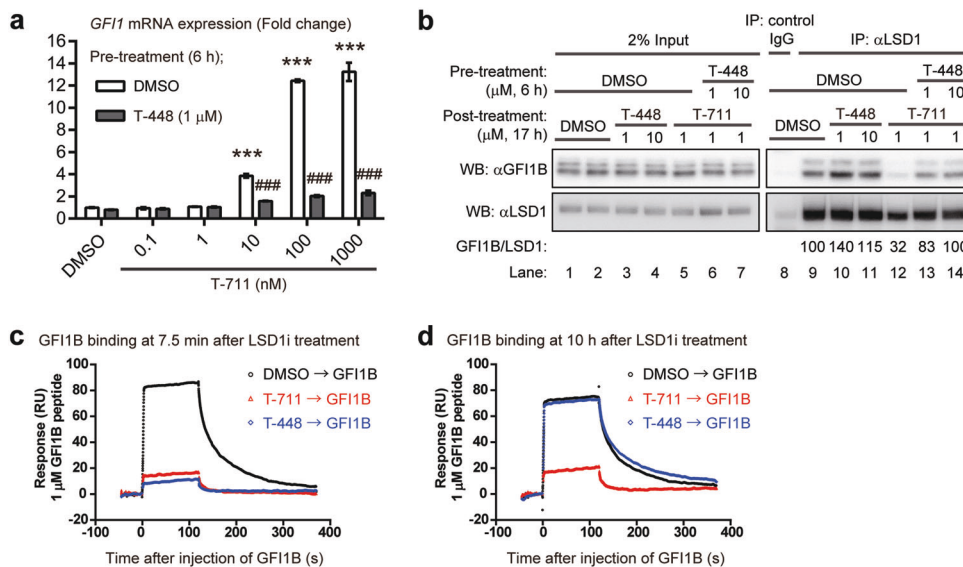 a
GFI1 mRNA expression (Fold change)
Pre-treatment (6 h);
DMSO
T-448 (1 μM)
16
14
12
10
8
6
4
2
0
***
***
***
###
###
###
DMSO
0.1
1
10
100
1000
T-711 (nM)
b
IP: control
2% Input
IgG
IP: αLSD1
Pre-treatment:
(μM, 6 h)
DMSO
T-448
1 10
DMSO
T-448
1 10
Post-treatment:
(μM, 17 h)
DMSO
T-448
1 10
T-711
1 1 1
DMSO
T-448
1 10
T-711
1 1 1
WB: αGFI1B
WB: αLSD1
GFI1B/LSD1: 100 140 115 32 83 100
Lane: 1 2 3 4 5 6 7 8 9 10 11 12 13 14
c
GFI1B binding at 7.5 min after LSD1i treatment
Response (RU)
1 μM GFI1B peptide
100
80
60
40
20
0
-20
DMSO → GFI1B
T-711 → GFI1B
T-448 → GFI1B
-100 0 100 200 300 400
Time after injection of GFI1B (s)
d
GFI1B binding at 10 h after LSD1i treatment
Response (RU)
1 μM GFI1B peptide
100
80
60
40
20
0
-20
DMSO → GFI1B
T-711 → GFI1B
T-448 → GFI1B
-100 0 100 200 300 400
Time after injection of GFI1B (s)